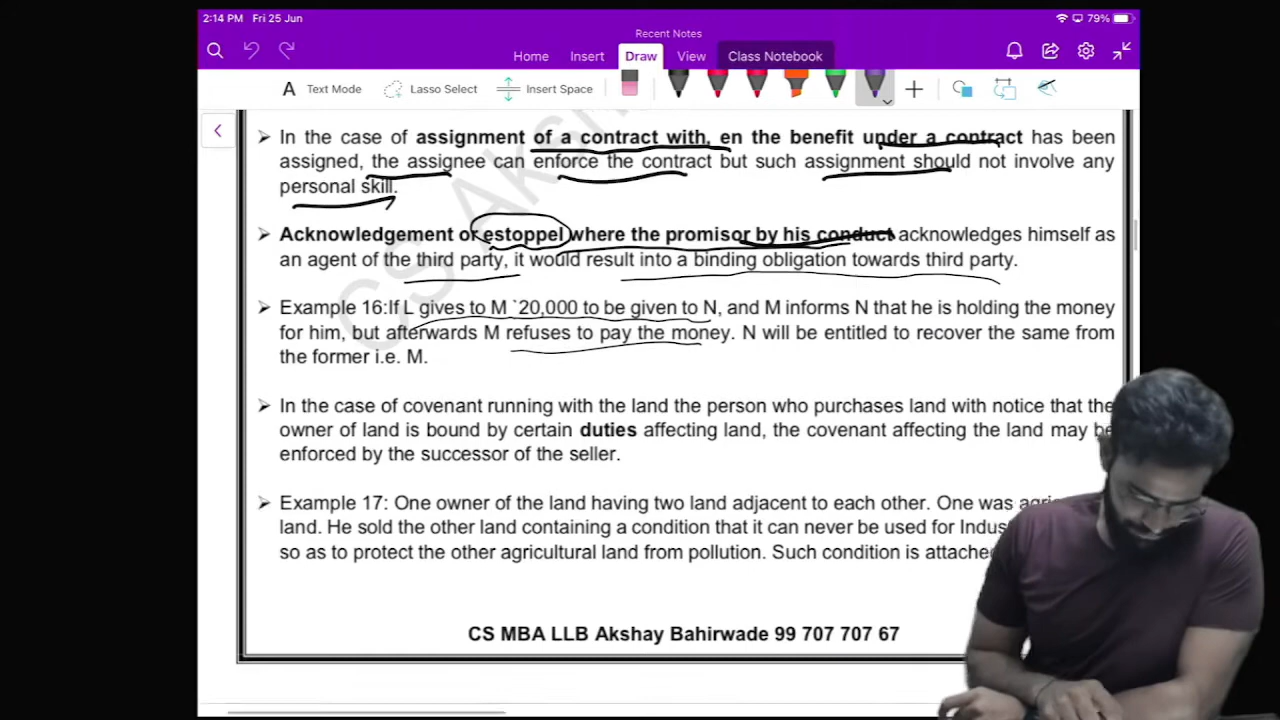 2:14 PM Fri 25 Jun
79%
Recent Notes
Home Insert Draw View Class Notebook
Text Mode Lasso Select Insert Space
In the case of assignment of a contract with, en the benefit under a contract has been
assigned, the assignee can enforce the contract but such assignment should not involve any
personal skill.
Acknowledgement or estoppel where the promisor by his conduct acknowledges himself as
an agent of the third party, it would result into a binding obligation towards third party.
Example 16:If L gives to M `20,000 to be given to N, and M informs N that he is holding the money
for him, but afterwards M refuses to pay the money. N will be entitled to recover the same from
the former i.e. M.
In the case of covenant running with the land the person who purchases land with notice that the
owner of land is bound by certain duties affecting land, the covenant affecting the land may be
enforced by the successor of the seller.
Example 17: One owner of the land having two land adjacent to each other. One was
land. He sold the other land containing a condition that it can never be used for
so as to protect the other agricultural land from pollution. Such condition is
CS MBA LLB Akshay Bahirwade 99 707 707 67